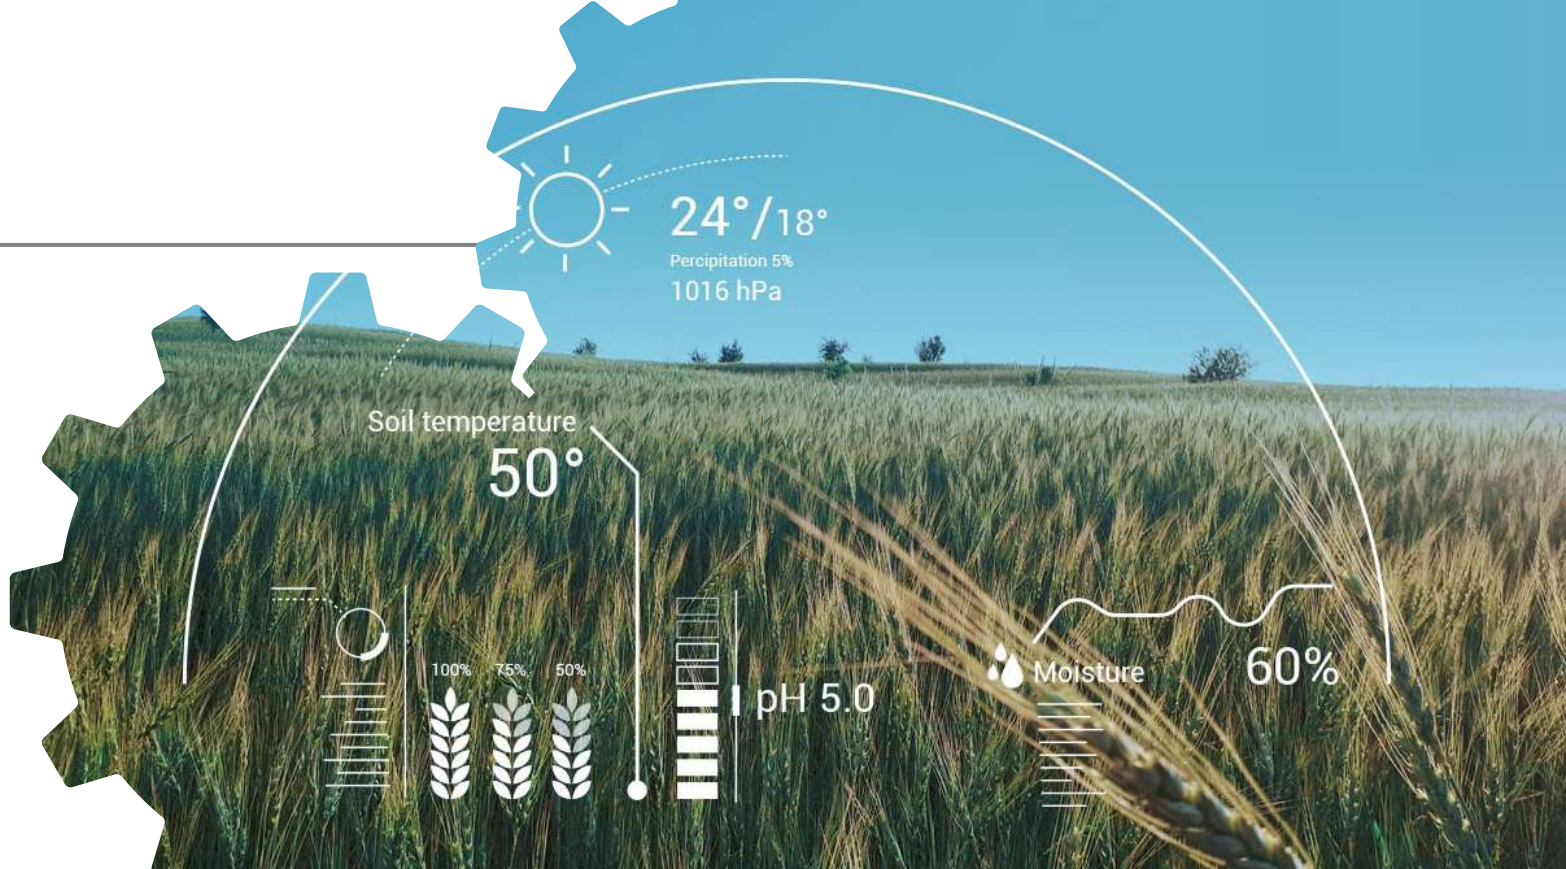 24°/18°
Percipitation 5%
1016 hPa
Soil temperature
50°
100% 75% 50%
pH 5.0
Moisture
60%